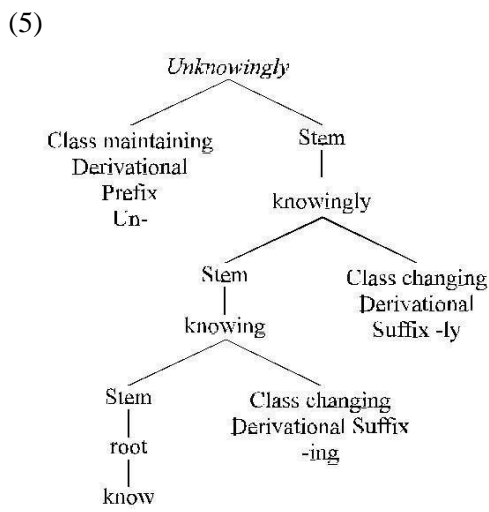 (5)
Unknowingly
Class maintaining
Derivational
Prefix
Un-
Stem
knowingly
Stem
knowing
Class changing
Derivational
Suffix -ly
Stem
root
know
Class changing
Derivational Suffix
-ing